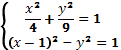 x²/4 + y²/9 = 1
(x − 1)² − y² = 1